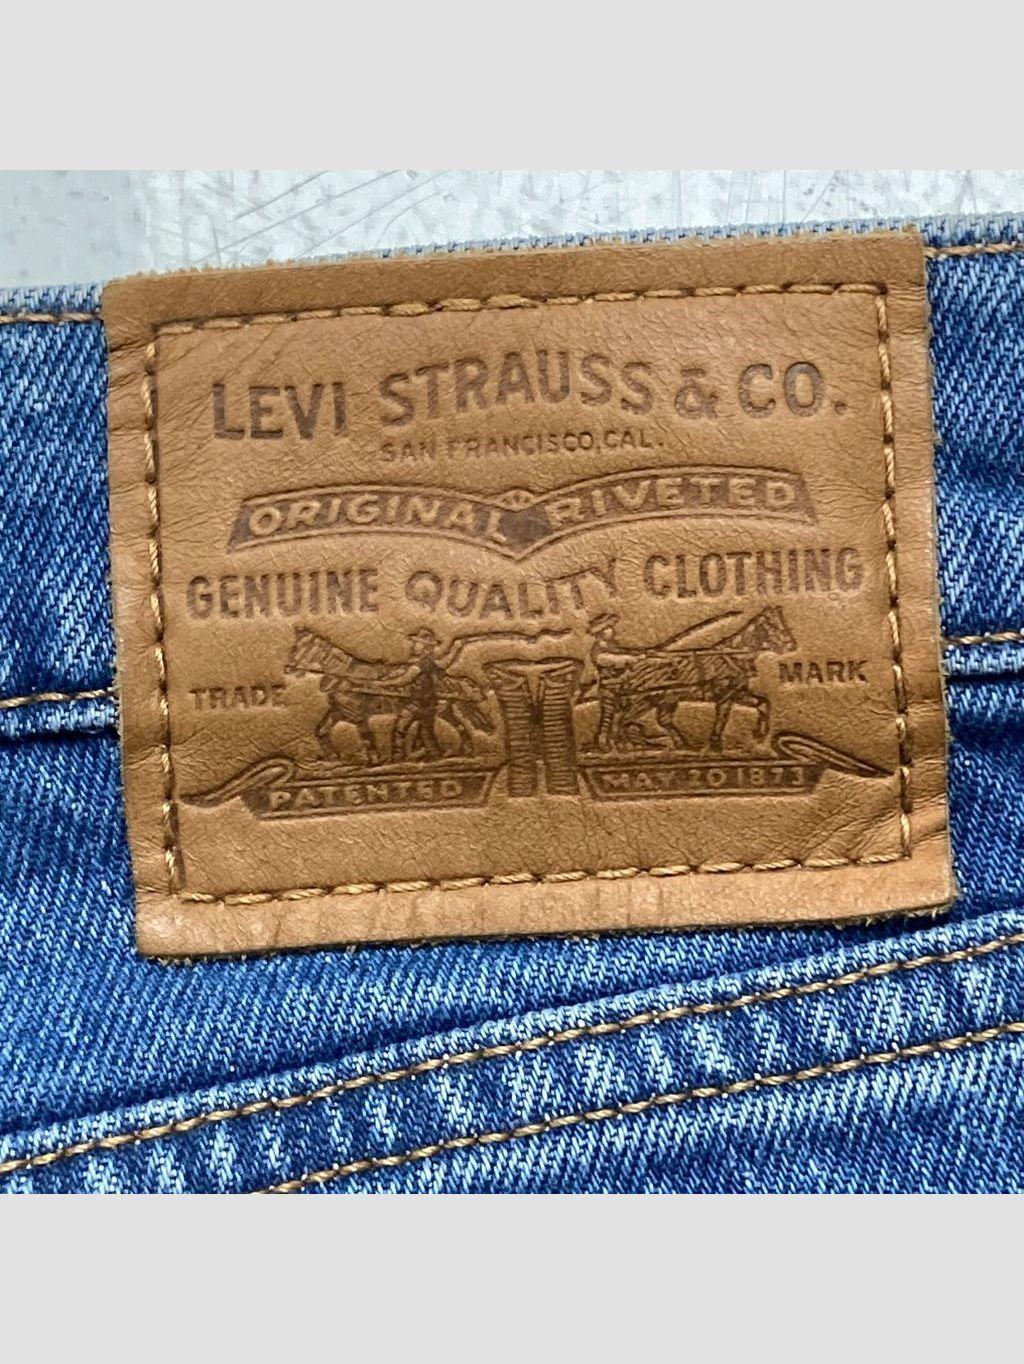 LEVI STRAUSS & CO.
SAN FRANCISCO, CAL.
ORIGINAL RIVETED
GENUINE QUALITY CLOTHING
TRADE MARK
PATENTED MAY 20 1873